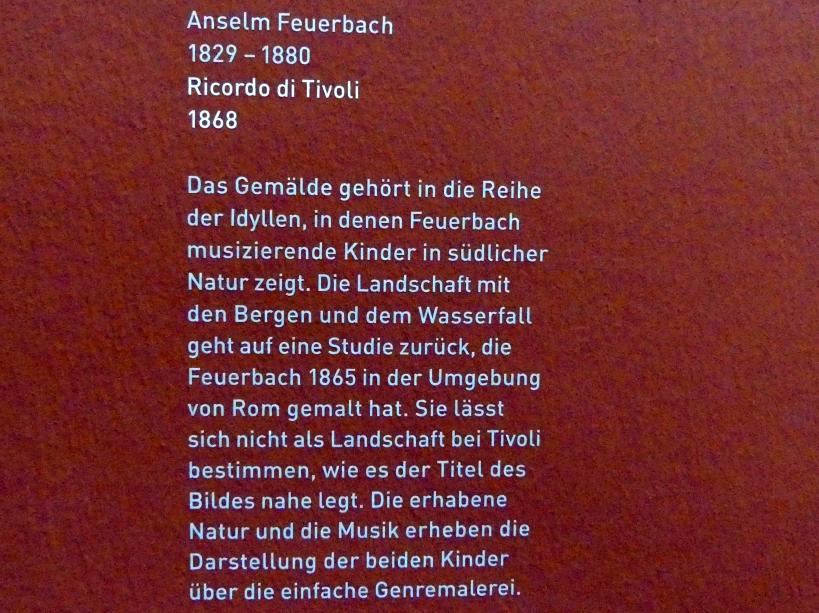 Anselm Feuerbach
1829 – 1880
Ricordo di Tivoli
1868
Das Gemälde gehört in die Reihe
der Idyllen, in denen Feuerbach
musizierende Kinder in südlicher
Natur zeigt. Die Landschaft mit
den Bergen und dem Wasserfall
geht auf eine Studie zurück, die
Feuerbach 1865 in der Umgebung
von Rom gemalt hat. Sie lässt
sich nicht als Landschaft bei Tivoli
bestimmen, wie es der Titel des
Bildes nahe legt. Die erhabene
Natur und die Musik erheben die
Darstellung der beiden Kinder
über die einfache Genremalerei.